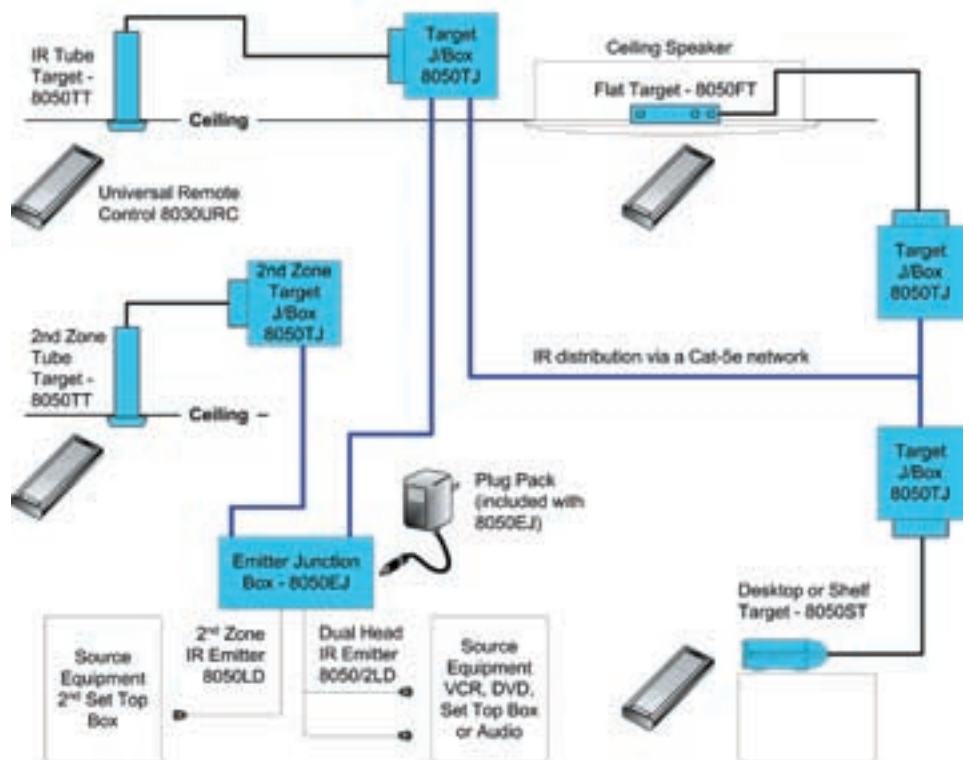 IR Tube
Target -
8050TT
Target
J/Box
8050TJ
Ceiling Speaker
Flat Target - 8050FT
Ceiling
Universal Remote
Control 8030URC
2nd Zone
Target
J/Box
8050TJ
Target
J/Box
8050TJ
2nd Zone
Tube
Target -
8050TT
IR distribution via a Cat-5e network
Ceiling
Target
J/Box
8050TJ
Plug Pack
(included with
8050EJ)
Emitter Junction
Box - 8050EJ
Desktop or Shelf
Target - 8050ST
Source
Equipment
2nd Set Top
Box
2nd Zone
IR Emitter
8050LD
Dual Head
IR Emitter
8050/2LD
Source
Equipment
VCR, DVD,
Set Top Box
or Audio